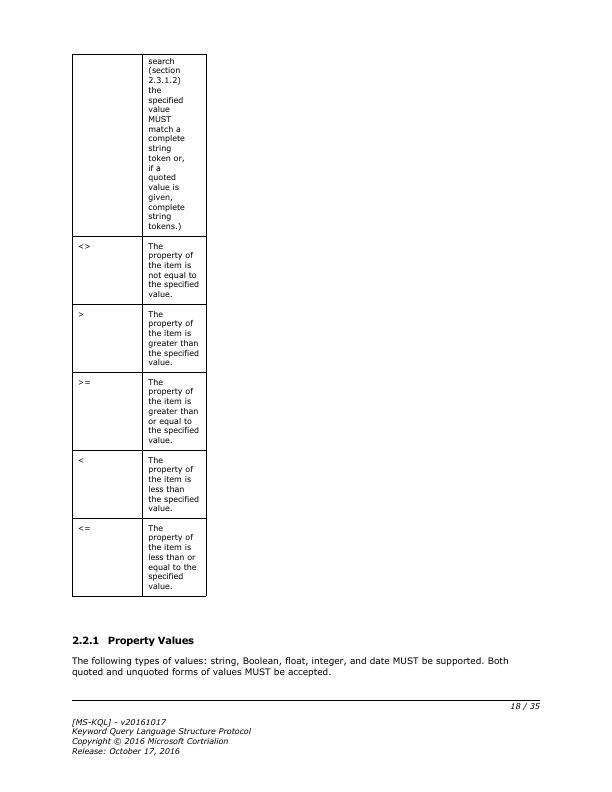 search
(section
2.3.1.2)
the
specified
value
MUST
match a
complete
string
token or,
if a
quoted
value is
given,
complete
string
tokens.)
<>
The
property of
the item is
not equal to
the specified
value.
>
The
property of
the item is
greater than
the specified
value.
>=
The
property of
the item is
greater than
or equal to
the specified
value.
<
The
property of
the item is
less than
the specified
value.
<=
The
property of
the item is
less than or
equal to the
specified
value.
2.2.1 Property Values
The following types of values: string, Boolean, float, integer, and date MUST be supported. Both
quoted and unquoted forms of values MUST be accepted.
18 / 35
[MS-KQL] - v20161017
Keyword Query Language Structure Protocol
Copyright © 2016 Microsoft Cortrialion
Release: October 17, 2016